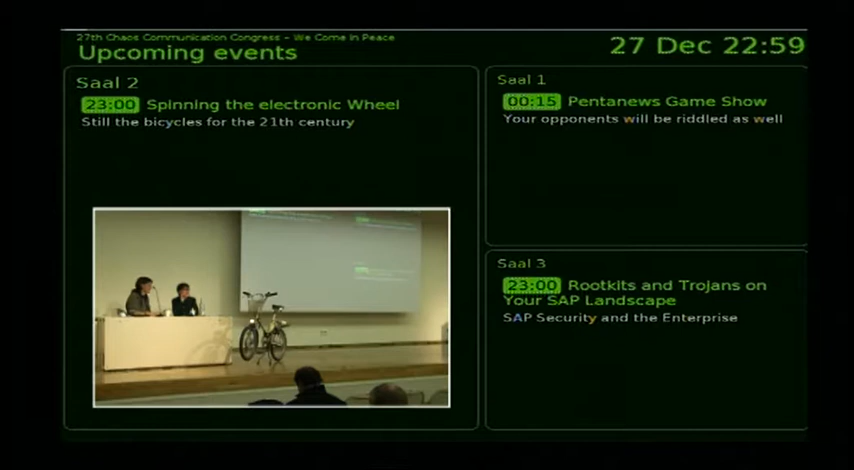 27th Chaos Communication Congress – We Come in Peace
Upcoming events
27 Dec 22:59
Saal 2
23:00 Spinning the electronic Wheel
Still the bicycles for the 21th century
Saal 1
00:15 Pentanews Game Show
Your opponents will be riddled as well
Saal 3
23:00 Rootkits and Trojans on
Your SAP Landscape
SAP Security and the Enterprise